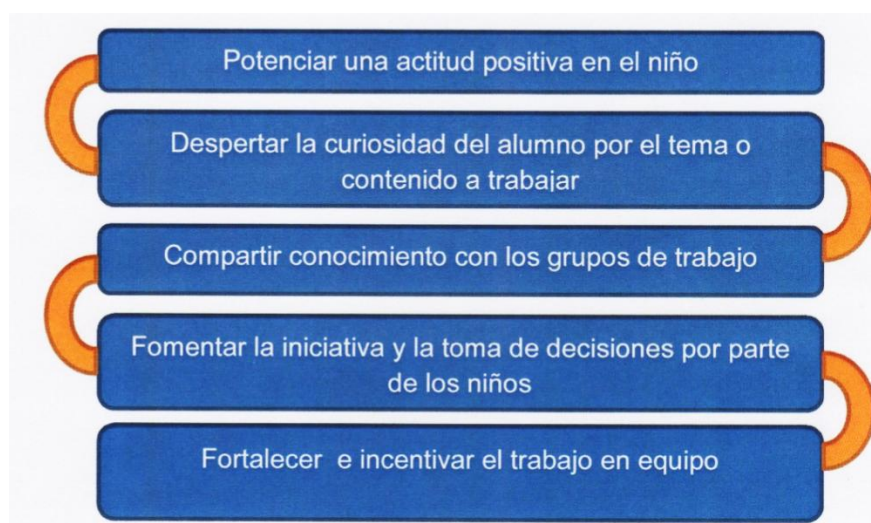 Potenciar una actitud positiva en el niño
Despertar la curiosidad del alumno por el tema o
contenido a trabajar
Compartir conocimiento con los grupos de trabajo
Fomentar la iniciativa y la toma de decisiones por parte
de los niños
Fortalecer e incentivar el trabajo en equipo